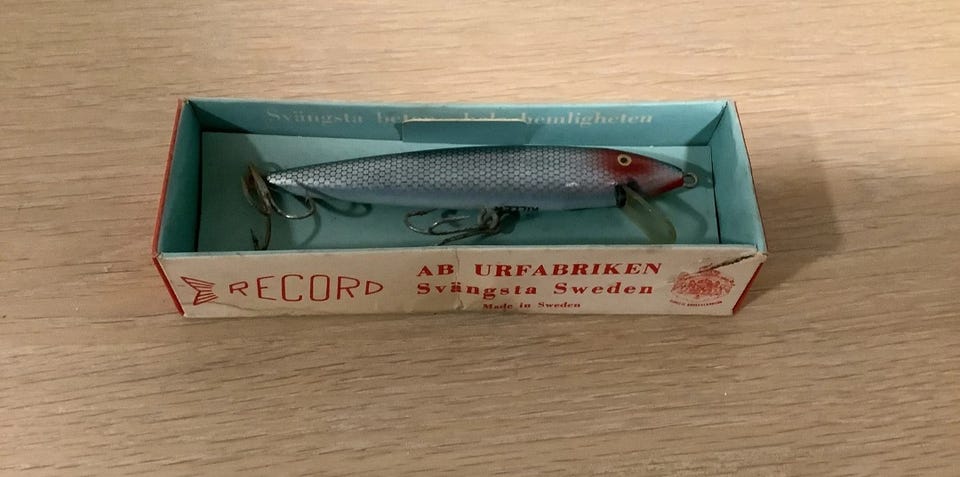 Svängsta hemligheten
RECORD
AB URFABRIKEN
Svängsta Sweden
Made in Sweden